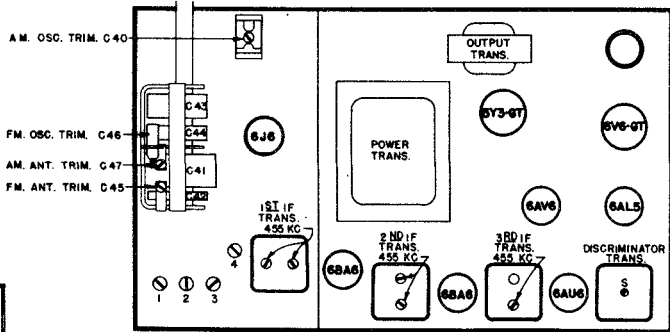 AM. OSC. TRIM. C40
FM. OSC. TRIM. C46
AM. ANT. TRIM. C47
FM. ANT. TRIM. C45
C43
C44
C41
C42
6J6
1ST IF
TRANS.
455 KC
4
1 2 3
OUTPUT
TRANS.
POWER
TRANS.
5Y3-GT
6V6-GT
6AV6
6AL5
6BA6
2ND IF
TRANS.
455 KC
6BA6
3RD IF
TRANS.
455 KC
6AU6
DISCRIMINATOR
TRANS.
S